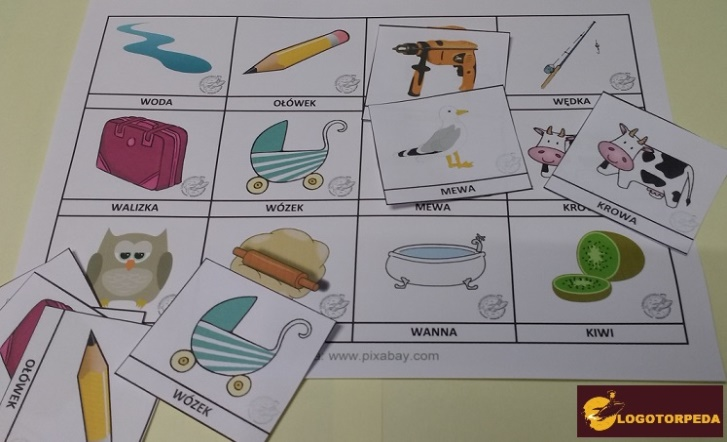 WODA
OŁÓWEK
WĘDKA
WALIZKA
WÓZEK
MEWA
MEWA
KROWA
WANNA
KIWI
www.pixabay.com
OŁÓWEK
WÓZEK
LOGOTORPEDA